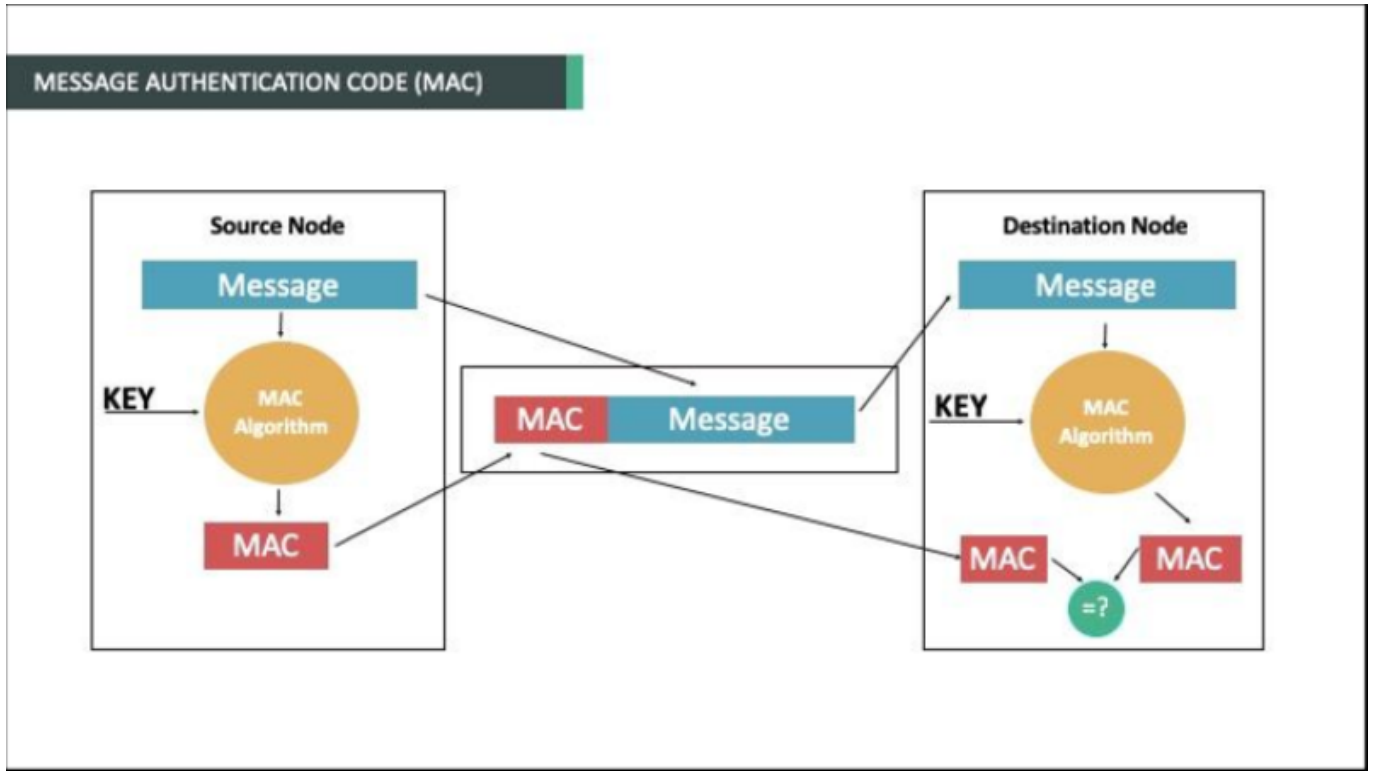 MESSAGE AUTHENTICATION CODE (MAC)
Source Node
Message
KEY
MAC
Algorithm
MAC
MAC
Message
Destination Node
Message
KEY
MAC
Algorithm
MAC
MAC
=?